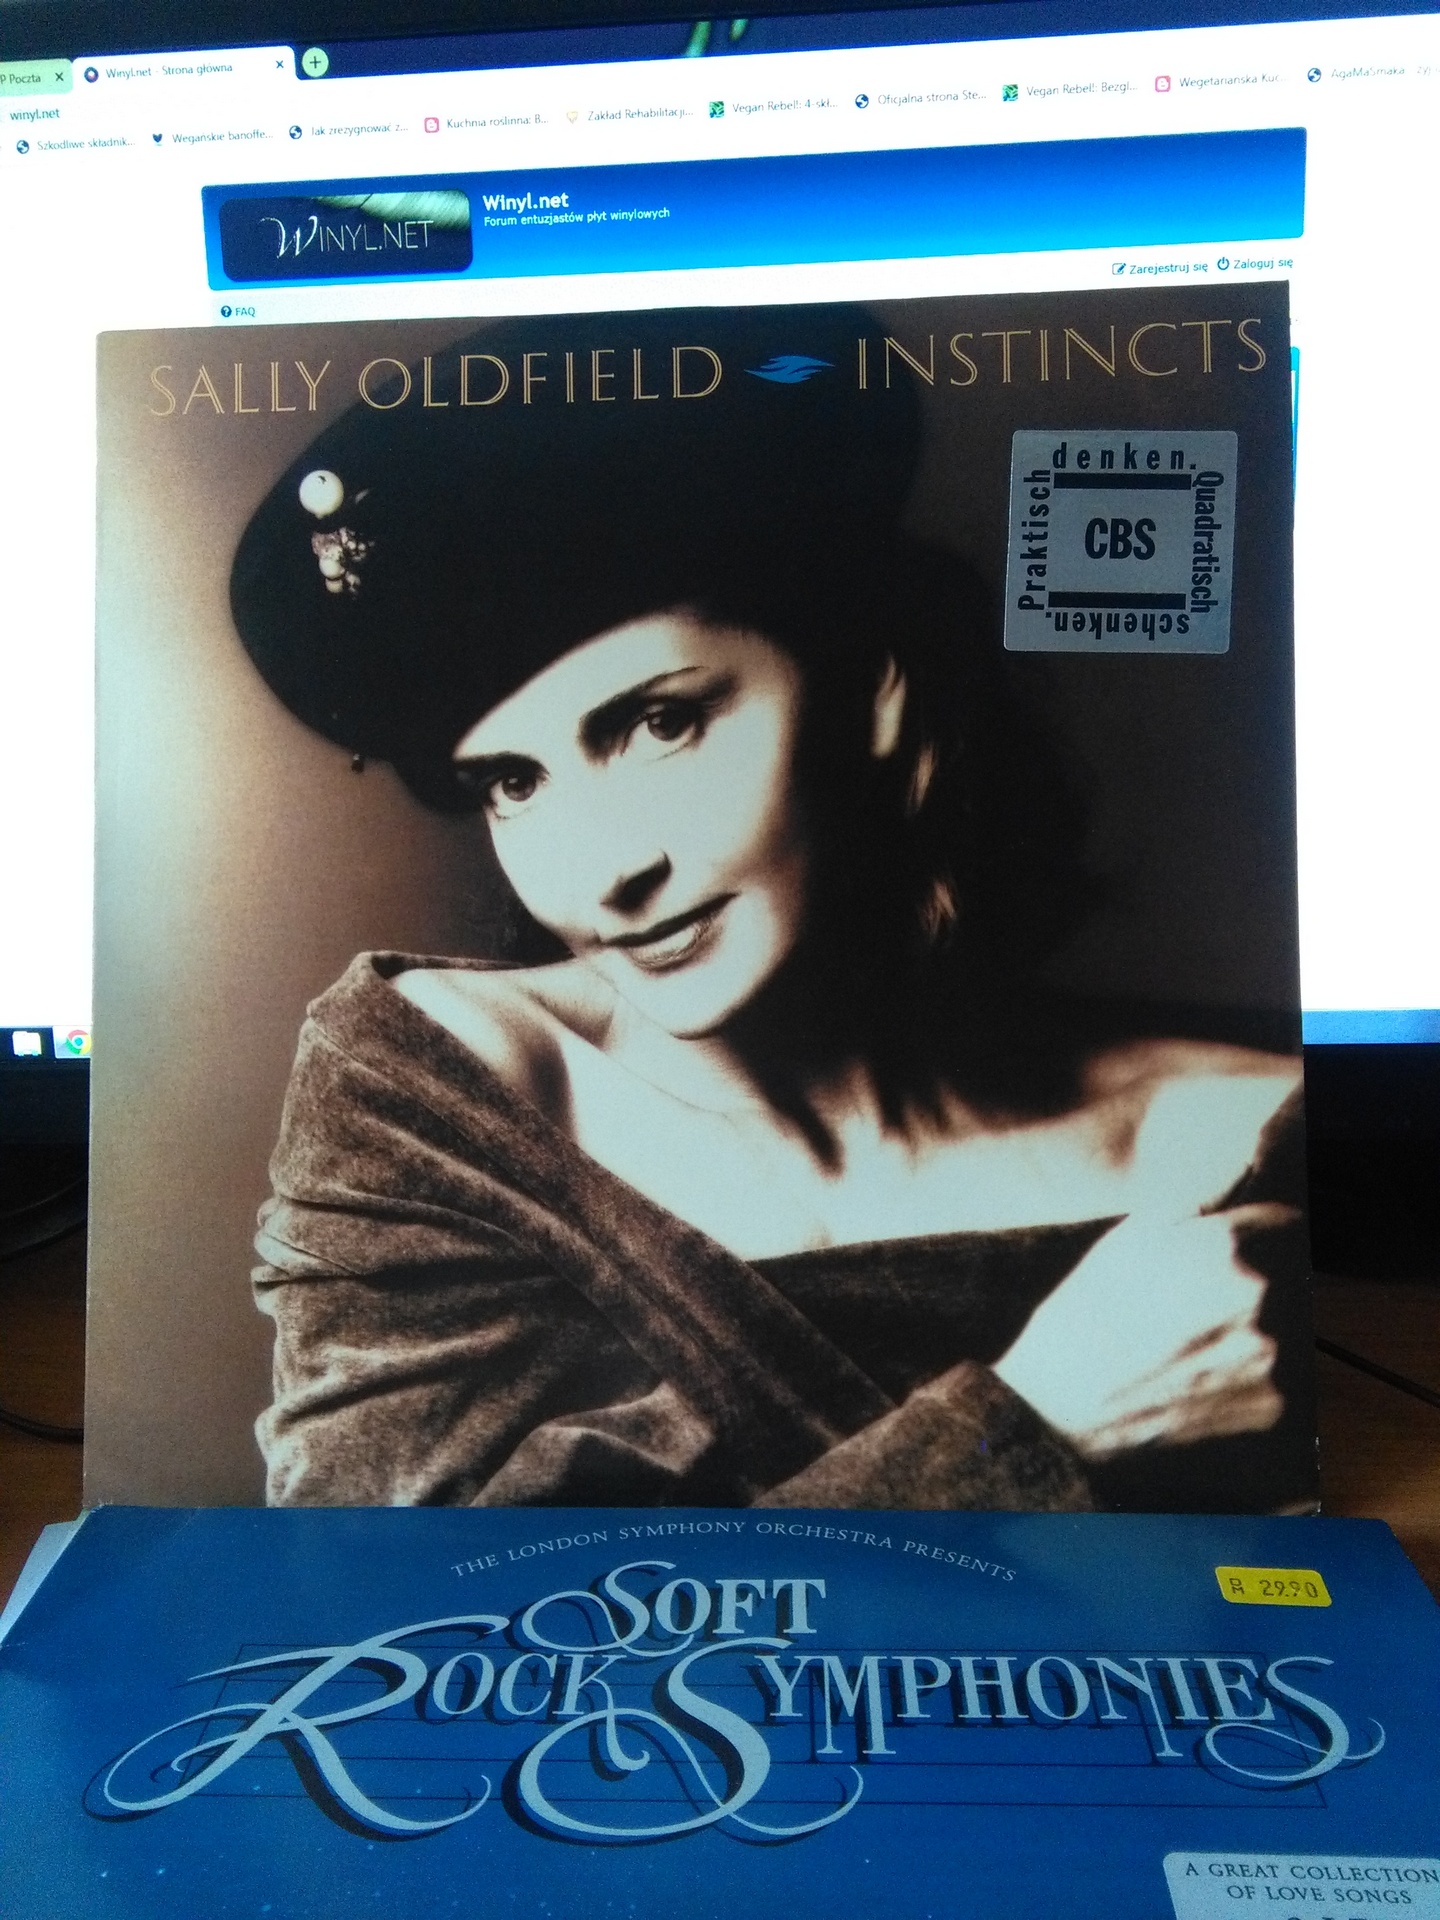 P Poczta
Winyl.net - Strona główna
winyl.net
Szkodliwe składnik...
Wegańskie banoffe...
Jak zrezygnować z...
Kuchnia roślinna: B...
Zakład Rehabilitacji...
Vegan Rebel!: 4-skł...
Oficjalna strona Ste...
Vegan Rebel!: Bezgl...
Wegetariańska Kuc...
AgaMaSmaka
WINYL.NET
Winyl.net
Forum entuzjastów płyt winylowych
Zarejestruj się
Zaloguj się
FAQ
SALLY OLDFIELD INSTINCTS
denken.
Quadratisch
Praktisch
CBS
schenken.
THE LONDON SYMPHONY ORCHESTRA PRESENTS
SOFT
ROCK SYMPHONIES
DM 29.90
A GREAT COLLECTION
OF LOVE SONGS